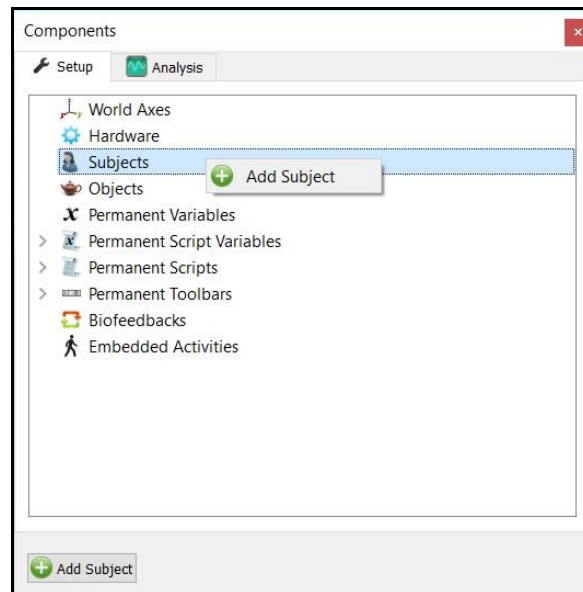 Components
Setup
Analysis
World Axes
Hardware
Subjects
Add Subject
Objects
Permanent Variables
Permanent Script Variables
Permanent Scripts
Permanent Toolbars
Biofeedbacks
Embedded Activities
Add Subject